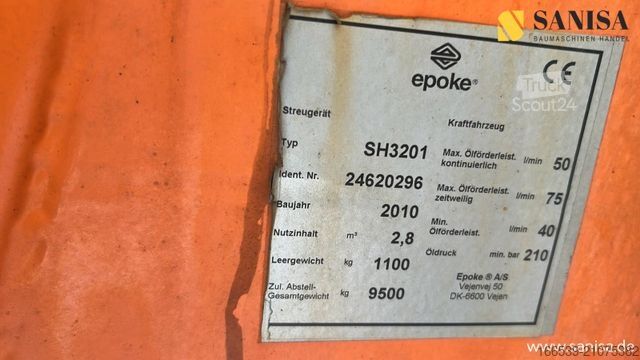 SANISA
BAUMASCHINEN HANDEL
epoke®
CE
Truck
Scout24
Streugerät
Kraftfahrzeug
Typ SH3201 Max. Ölförderleist. kontinuierlich l/min 50
Ident. Nr. 24620296 Max. Ölförderleist. zeitweilig l/min 75
Baujahr 2010 Min. Ölförderleist. l/min 40
Nutzinhalt m³ 2,8 Öldruck min. bar 210
Leergewicht kg 1100
Zul. Abstell-Gesamtgewicht kg 9500
Epoke ® A/S
Vejenvej 50
DK-6600 Vejen
www.sanisa.de